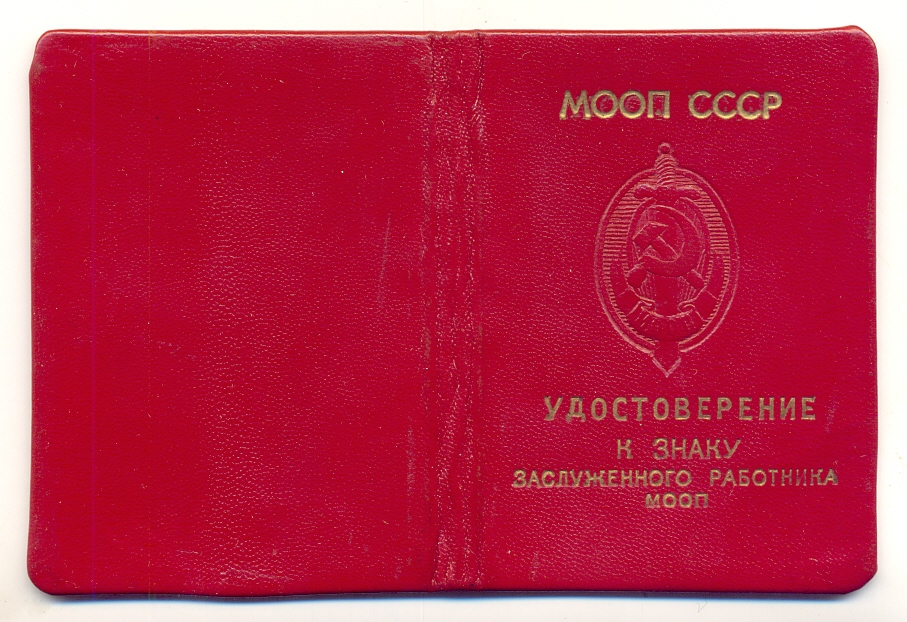 МООП СССР
УДОСТОВЕРЕНИЕ
К ЗНАКУ
ЗАСЛУЖЕННОГО РАБОТНИКА
МООП